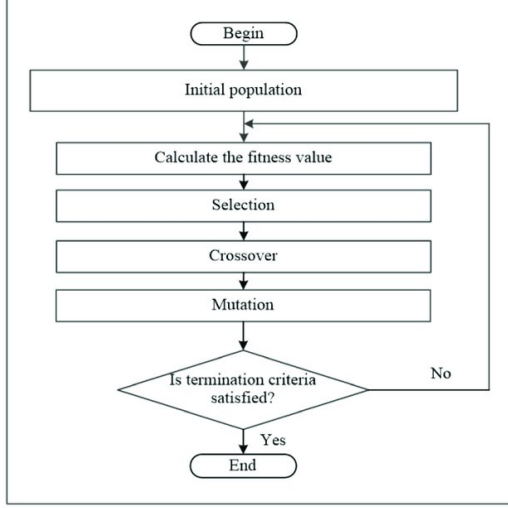 Begin
Initial population
Calculate the fitness value
Selection
Crossover
Mutation
Is termination criteria
satisfied?
No
Yes
End